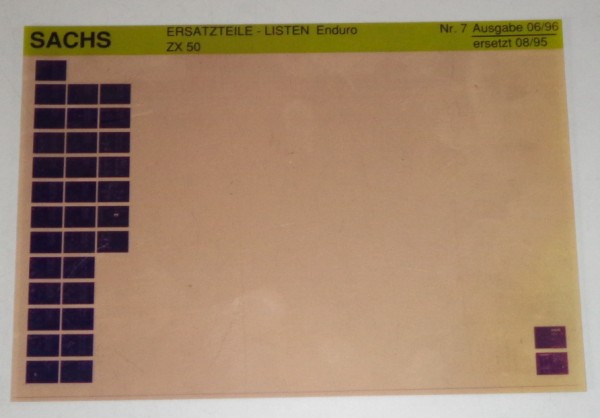 SACHS
ERSATZTEILE - LISTEN Enduro
ZX 50
Nr. 7 Ausgabe 06/96
ersetzt 08/95